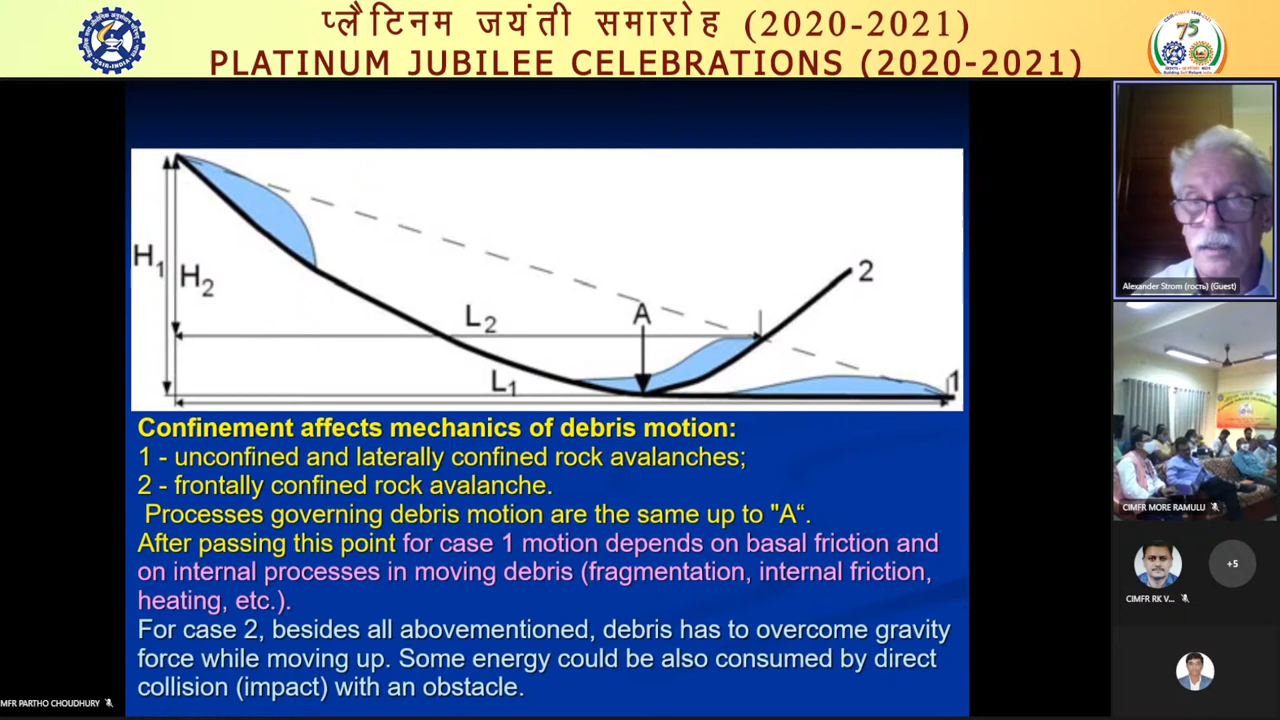 प्लैटिनम जयंती समारोह (2020-2021)
PLATINUM JUBILEE CELEBRATIONS (2020-2021)
CSIR-INDIA
75
H1
H2
L2
A
2
L1
1
Confinement affects mechanics of debris motion:
1 - unconfined and laterally confined rock avalanches;
2 - frontally confined rock avalanche.
Processes governing debris motion are the same up to "A“.
After passing this point for case 1 motion depends on basal friction and
on internal processes in moving debris (fragmentation, internal friction,
heating, etc.).
For case 2, besides all abovementioned, debris has to overcome gravity
force while moving up. Some energy could be also consumed by direct
collision (impact) with an obstacle.
Alexander Strom (гость) (Guest)
CIMFR MORE RAMULU
+5
CIMFR RK V...
MFR PARTHO CHOUDHURY